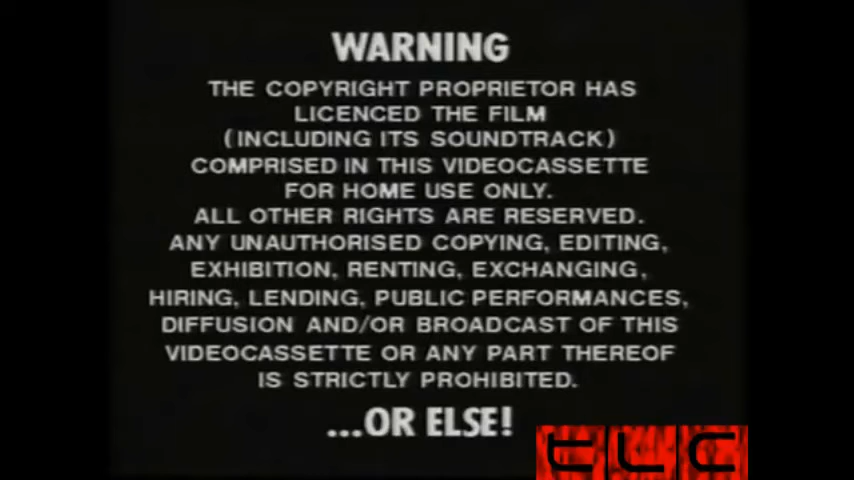 WARNING
THE COPYRIGHT PROPRIETOR HAS
LICENCED THE FILM
(INCLUDING ITS SOUNDTRACK)
COMPRISED IN THIS VIDEOCASSETTE
FOR HOME USE ONLY.
ALL OTHER RIGHTS ARE RESERVED.
ANY UNAUTHORISED COPYING, EDITING,
EXHIBITION, RENTING, EXCHANGING,
HIRING, LENDING, PUBLIC PERFORMANCES,
DIFFUSION AND/OR BROADCAST OF THIS
VIDEOCASSETTE OR ANY PART THEREOF
IS STRICTLY PROHIBITED.
...OR ELSE!
tLC